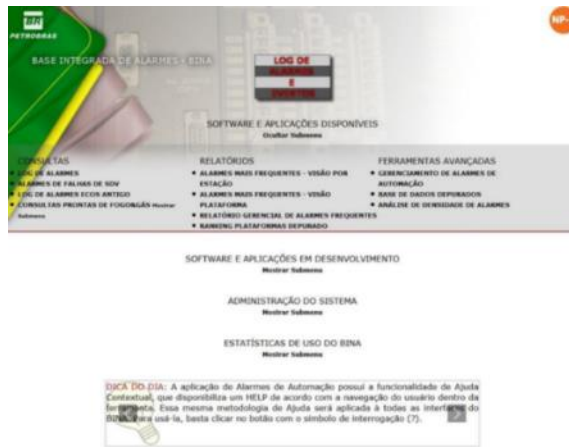 BR
PETROBRAS
NP-
BASE INTEGRADA DE ALARMES - BINA
LOG DE
ALARMES
E
EVENTOS
SOFTWARE E APLICAÇÕES DISPONÍVEIS
Ocultar Submenu
CONSULTAS
LOG DE ALARMES
ALARMES DE FALHAS DE SDV
LOG DE ALARMES ECOS ANTIGO
CONSULTAS PRONTAS DE FOGONGÁS Mostrar
Submenu
RELATÓRIOS
ALARMES MAIS FREQUENTES - VISÃO POR
ESTAÇÃO
ALARMES MAIS FREQUENTES - VISÃO
PLATAFORMA
RELATÓRIO GERENCIAL DE ALARMES FREQUENTES
RANKING PLATAFORMAS DEPURADO
FERRAMENTAS AVANÇADAS
GERENCIAMENTO DE ALARMES DE
AUTOMAÇÃO
BASE DE DADOS DEPURADOS
ANÁLISE DE DENSIDADE DE ALARMES
SOFTWARE E APLICAÇÕES EM DESENVOLVIMENTO
Mostrar Submenu
ADMINISTRAÇÃO DO SISTEMA
Mostrar Submenu
ESTATÍSTICAS DE USO DO BINA
Mostrar Submenu
DICA DO DIA: A aplicação de Alarmes de Automação possui a funcionalidade de Ajuda
Contextual, que disponibiliza um HELP de acordo com a navegação do usuário dentro da
ferramenta. Essa mesma metodologia de Ajuda será aplicada à todas as interfaces do
BINA. Para usá-la, basta clicar no botão com o símbolo de interrogação (?).